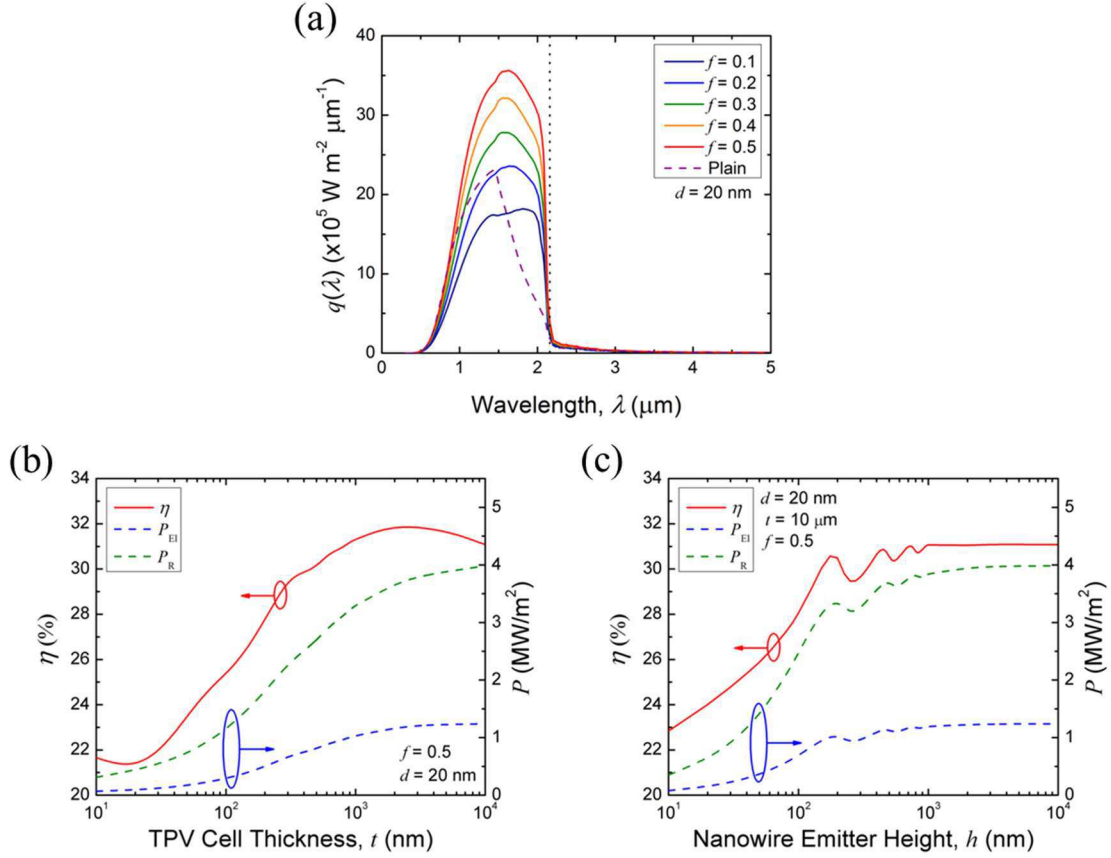 (a)
40
30
20
10
0
q(λ) (x10⁵ W m⁻² μm⁻¹)
f = 0.1
f = 0.2
f = 0.3
f = 0.4
f = 0.5
Plain
d = 20 nm
0 1 2 3 4 5
Wavelength, λ (μm)
(b)
34
32
30
28
26
24
22
20
η (%)
η
P_EI
P_R
5
4
3
2
1
0
P (MW/m²)
f = 0.5
d = 20 nm
10¹ 10² 10³ 10⁴
TPV Cell Thickness, t (nm)
(c)
34
32
30
28
26
24
22
20
η (%)
η
P_EI
P_R
d = 20 nm
t = 10 μm
f = 0.5
5
4
3
2
1
0
P (MW/m²)
10¹ 10² 10³ 10⁴
Nanowire Emitter Height, h (nm)